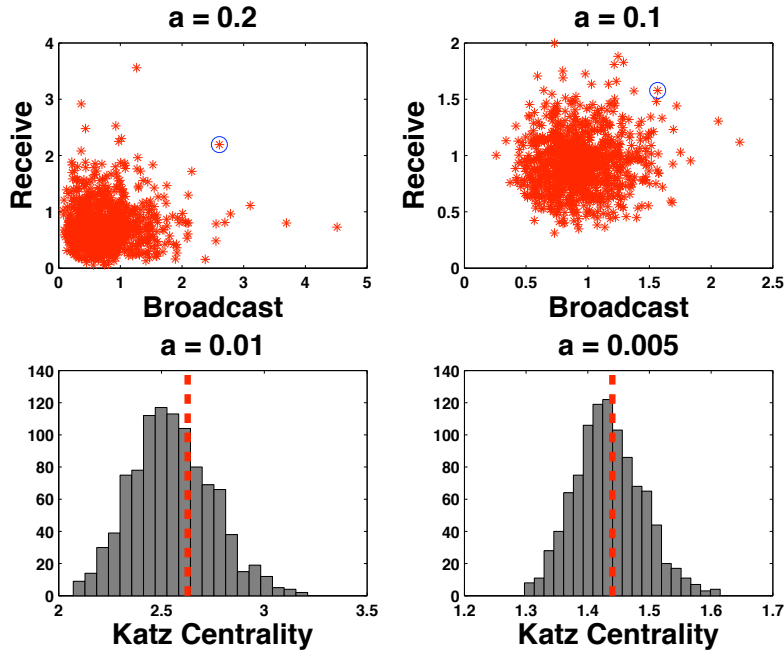 a = 0.2
4
3
2
1
0
Receive
0 1 2 3 4 5
Broadcast
a = 0.1
2
1.5
1
0.5
0
Receive
0 0.5 1 1.5 2 2.5
Broadcast
a = 0.01
140
120
100
80
60
40
20
0
2 2.5 3 3.5
Katz Centrality
a = 0.005
140
120
100
80
60
40
20
0
1.2 1.3 1.4 1.5 1.6 1.7
Katz Centrality